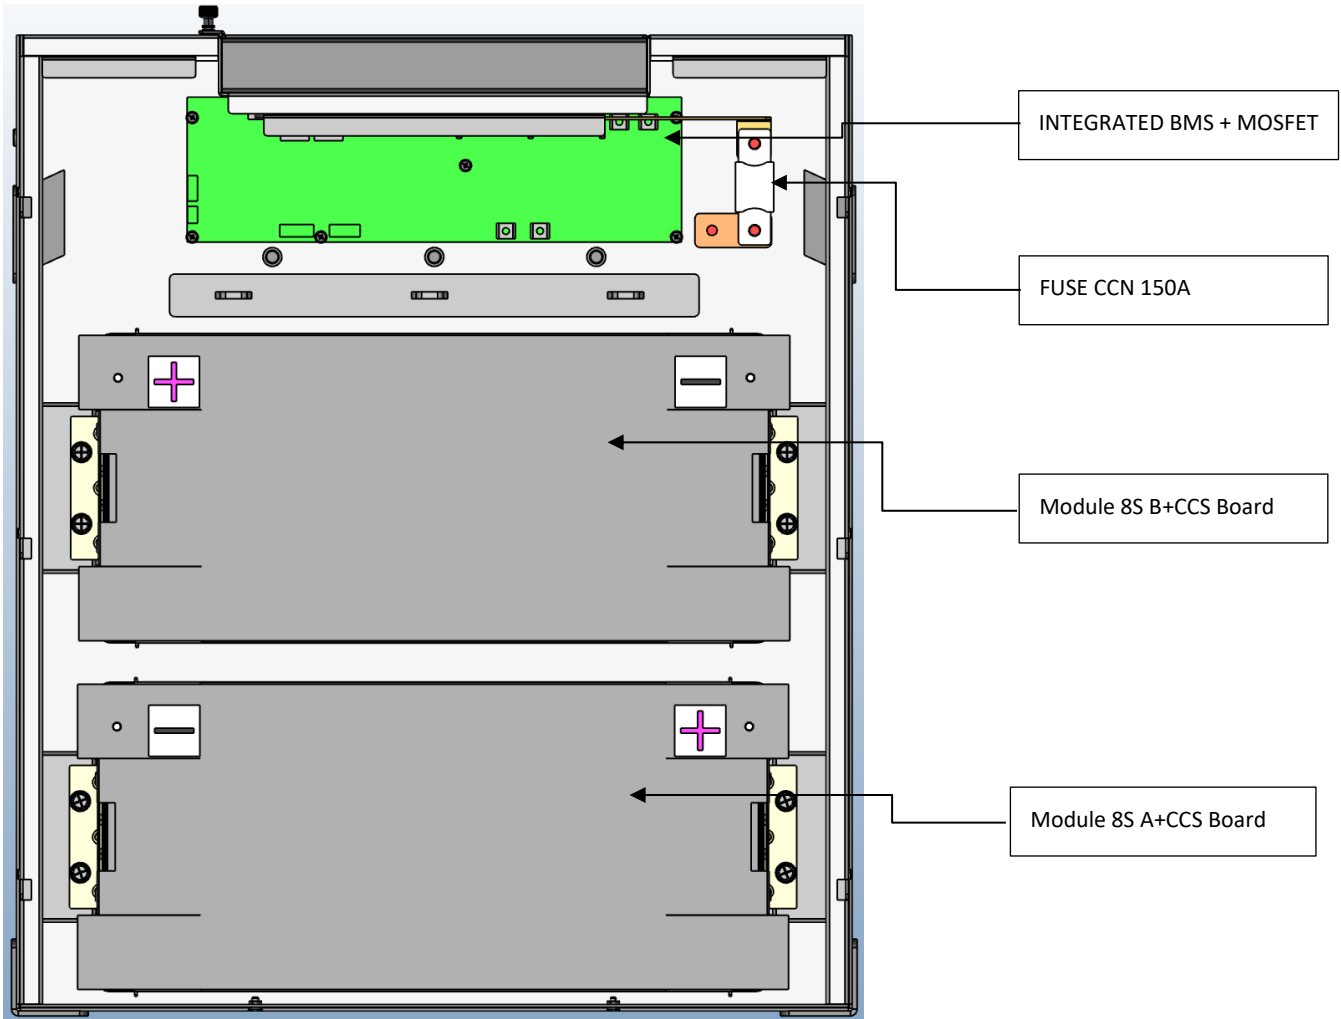 INTEGRATED BMS + MOSFET
FUSE CCN 150A
Module 8S B+CCS Board
Module 8S A+CCS Board